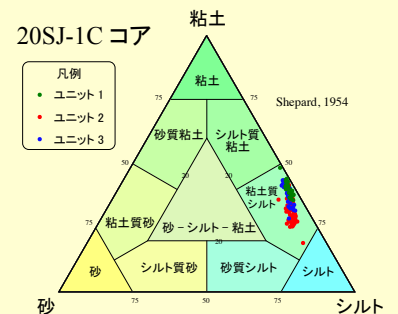 粘土
20SJ-1C コア
凡例
ユニット 1
ユニット 2
ユニット 3
粘土
75
75
Shepard, 1954
砂質粘土
シルト質
粘土
50
50
20
20
粘土質
シルト
粘土質砂
砂－シルト－粘土
75
75
20
砂
シルト質砂
砂質シルト
シルト
砂
75
50
75
シルト